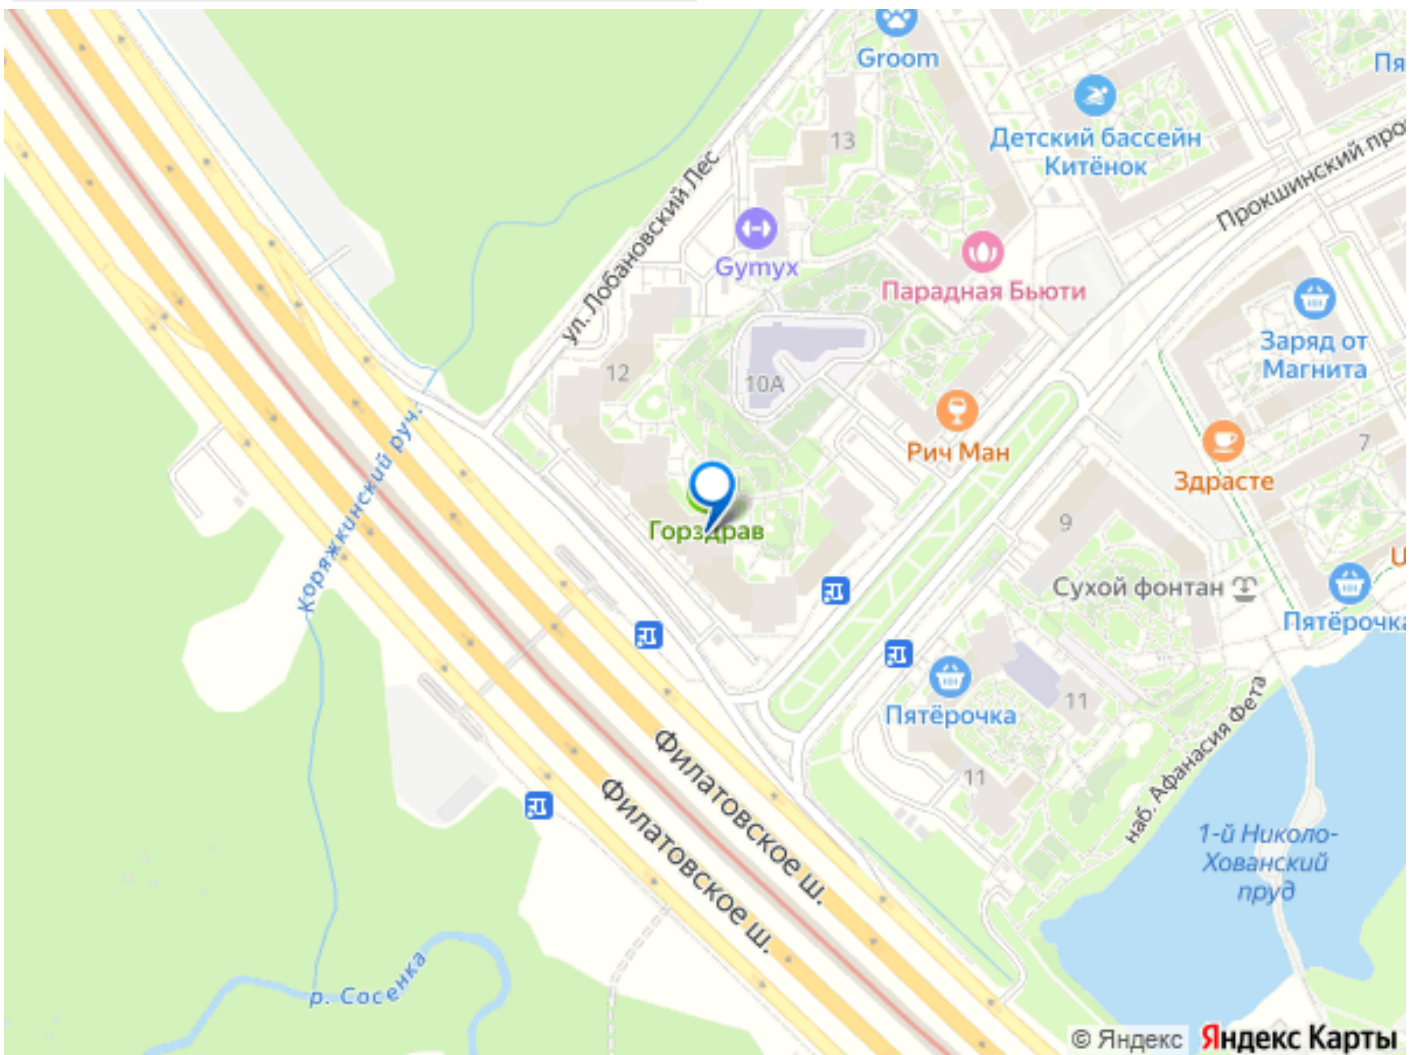 Groom
Пя
Детский бассейн
Китёнок
13
ул. Лобановский Лес
Прокшинский про
Gymyx
Парадная Бьюти
Заряд от
Магнита
12
10А
Рич Ман
7
Здрасте
Коряжкинский руч.
Горздрав
9
Сухой фонтан
U
Пятёрочка
Пятёрочка
11
11
наб. Афанасия Фета
Филатовское ш.
Филатовское ш.
1-й Николо-
Хованский
пруд
р. Сосенка
© Яндекс Яндекс Карты